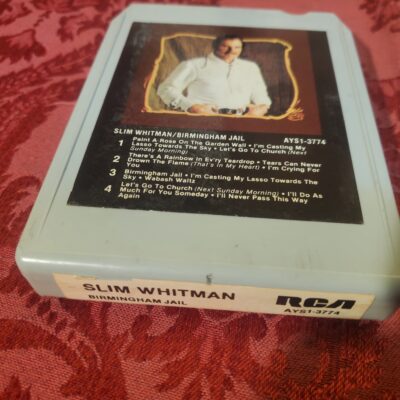 SLIM WHITMAN/BIRMINGHAM JAIL AYS1-3774
1 Paint A Rose On The Garden Wall • I'm Casting My
Lasso Towards The Sky • Let's Go To Church (Next
Sunday Morning)
2 There's A Rainbow In Ev'ry Teardrop • Tears Can Never
Drown The Flame (That's In My Heart) • I'm Crying For
You
3 Birmingham Jail • I'm Casting My Lasso Towards The
Sky • Wabash Waltz
4 Let's Go To Church (Next Sunday Morning) • I'll Do As
Much For You Someday • I'll Never Pass This Way
Again
SLIM WHITMAN RCA
BIRMINGHAM JAIL AYS1-3774